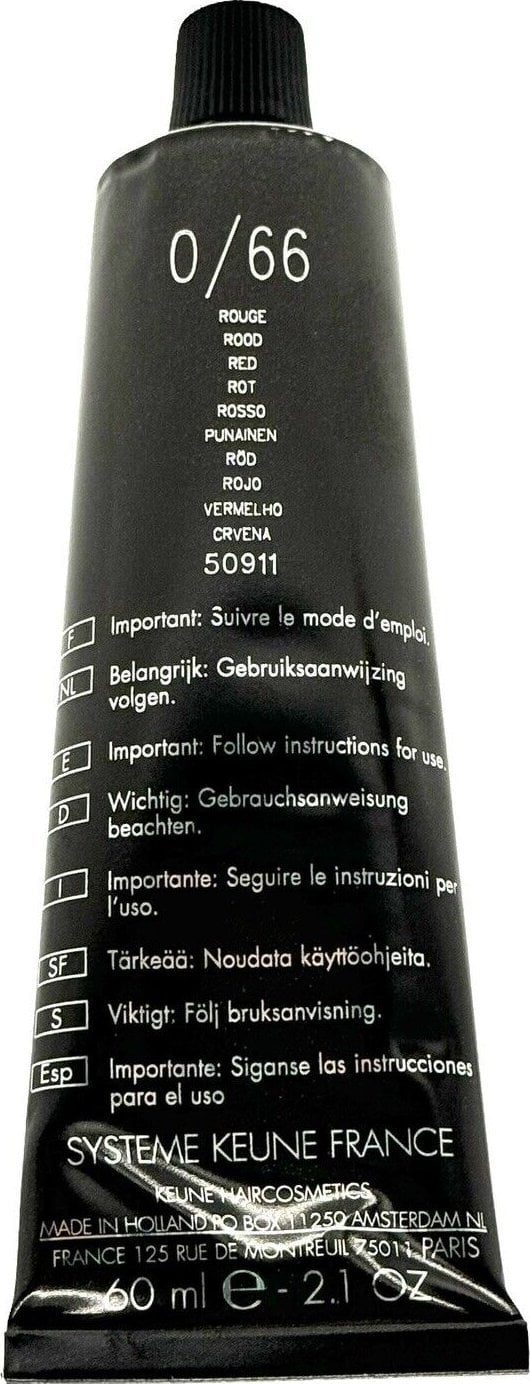 0/66
ROUGE
ROOD
RED
ROT
ROSSO
PUNAINEN
RÖD
ROJO
VERMELHO
CRVENA
50911
F Important: Suivre le mode d'emploi.
NL Belangrijk: Gebruiksaanwijzing
volgen.
E Important: Follow instructions for use.
D Wichtig: Gebrauchsanweisung
beachten.
I Importante: Seguire le instruzioni per
l'uso.
SF Tärkeää: Noudata käyttöohjeita.
S Viktigt: Följ bruksanvisning.
Esp Importante: Siganse las instrucciones
para el uso
SYSTEME KEUNE FRANCE
KEUNE HAIRCOSMETICS
MADE IN HOLLAND PO BOX 11250 AMSTERDAM NL
FRANCE 125 RUE DE MONTREUIL 75011 PARIS
60 ml e - 2.1 OZ